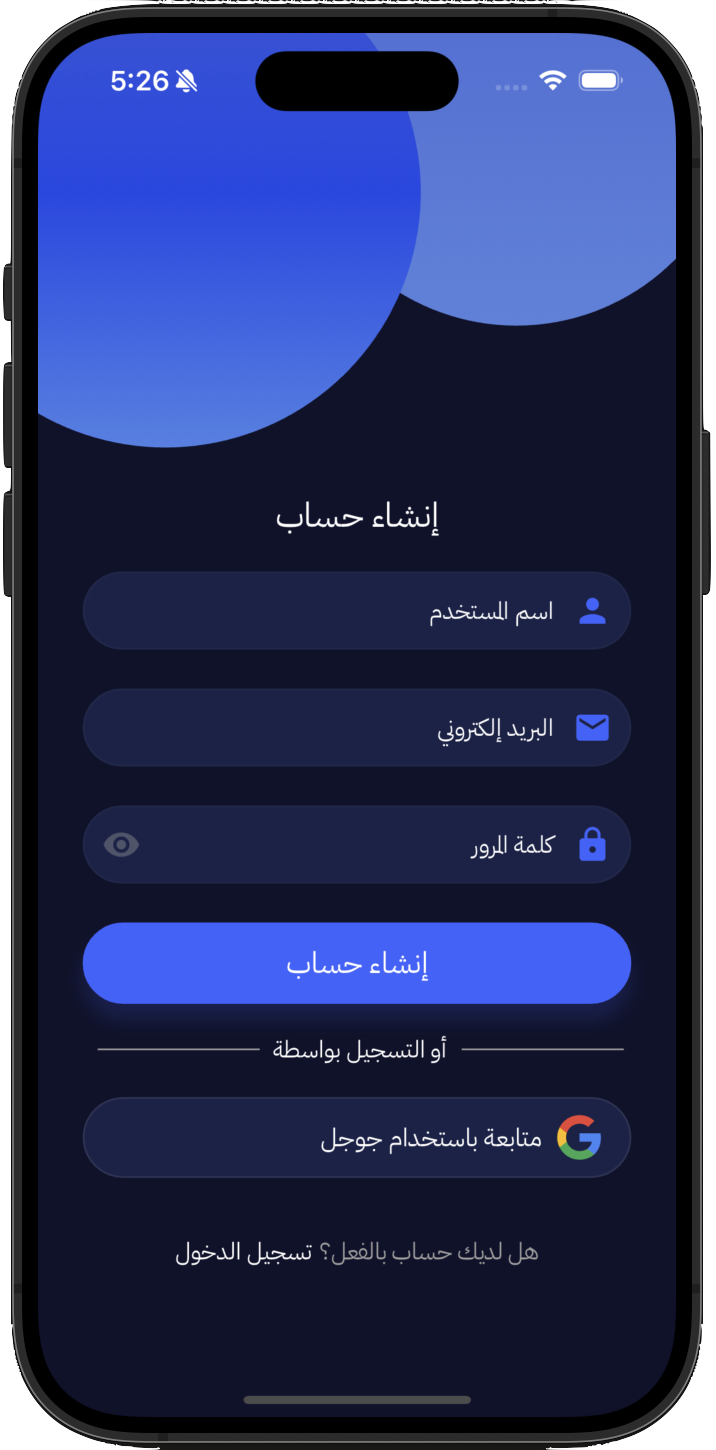 5:26
إنشاء حساب
اسم المستخدم
البريد إلكتروني
كلمة المرور
إنشاء حساب
أو التسجيل بواسطة
متابعة باستخدام جوجل
هل لديك حساب بالفعل؟ تسجيل الدخول